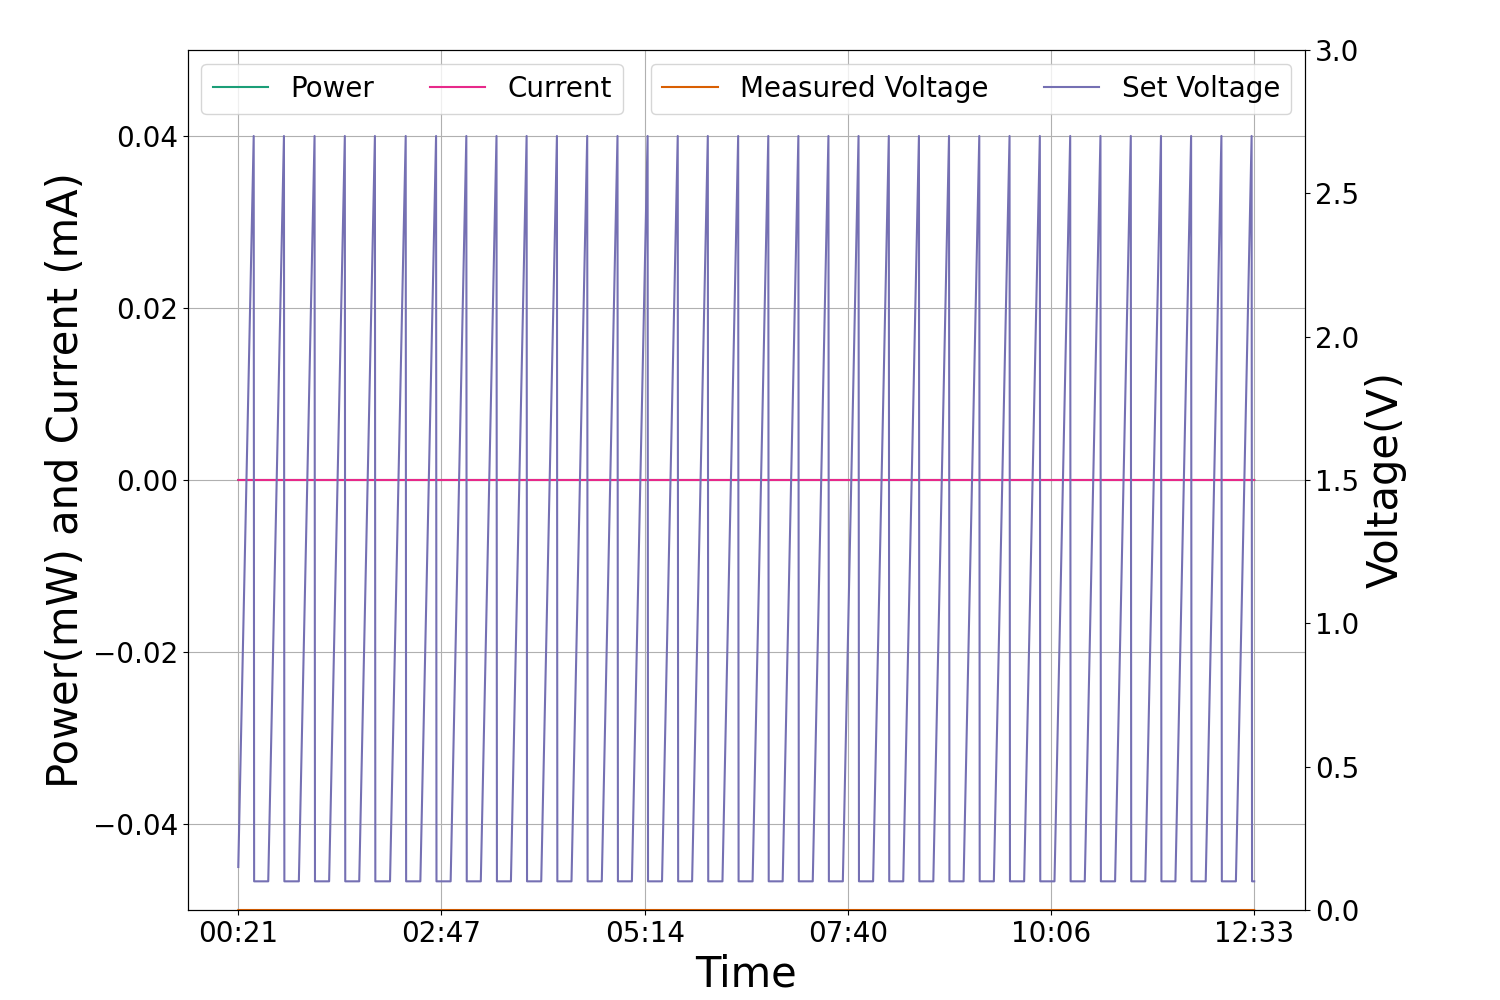 Power Current Measured Voltage Set Voltage
Power(mW) and Current (mA)
0.04
0.02
0.00
−0.02
−0.04
3.0
2.5
2.0
1.5
1.0
0.5
0.0
Voltage(V)
00:21 02:47 05:14 07:40 10:06 12:33
Time